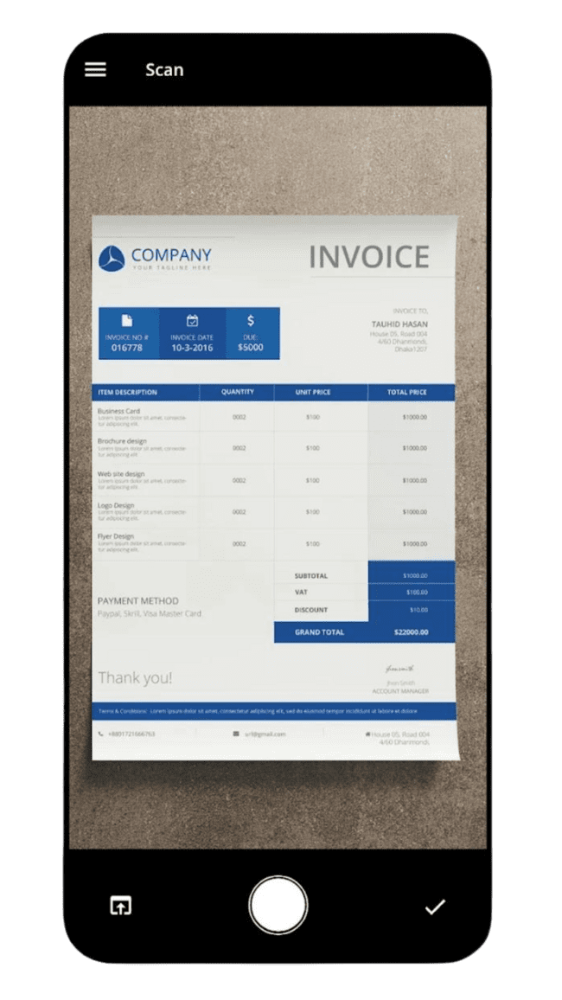 Scan
COMPANY
YOUR TAGLINE HERE
INVOICE
INVOICE NO #
016778
INVOICE DATE
10-3-2016
DUE:
$5000
INVOICE TO,
TAUHID HASAN
House 05, Road 004
4/60 Dhanmondi,
Dhaka1207
ITEM DESCRIPTION QUANTITY UNIT PRICE TOTAL PRICE
Business Card
Lorem ipsum dolor sit amet, consecte-
tur adipiscing elit.
0002 $100 $1000.00
Brochure design
Lorem ipsum dolor sit amet, consecte-
tur adipiscing elit.
0002 $100 $1000.00
Web site design
Lorem ipsum dolor sit amet, consecte-
tur adipiscing elit.
0002 $100 $1000.00
Logo Design
Lorem ipsum dolor sit amet, consecte-
tur adipiscing elit.
0002 $100 $1000.00
Flyer Design
Lorem ipsum dolor sit amet, consecte-
tur adipiscing elit.
0002 $100 $1000.00
SUBTOTAL $1000.00
VAT $100.00
DISCOUNT $10.00
GRAND TOTAL $22000.00
PAYMENT METHOD
Paypal, Skrill, Visa Master Card
Thank you!
Jhon Smith
ACCOUNT MANAGER
Terms & Conditions: Lorem ipsum dolor sit amet, consectetur adipiscing elit, sed do eiusmod tempor incididunt ut labore et dolore
+8801721666763
url@gmail.com
House 05, Road 004
4/60 Dhanmondi,